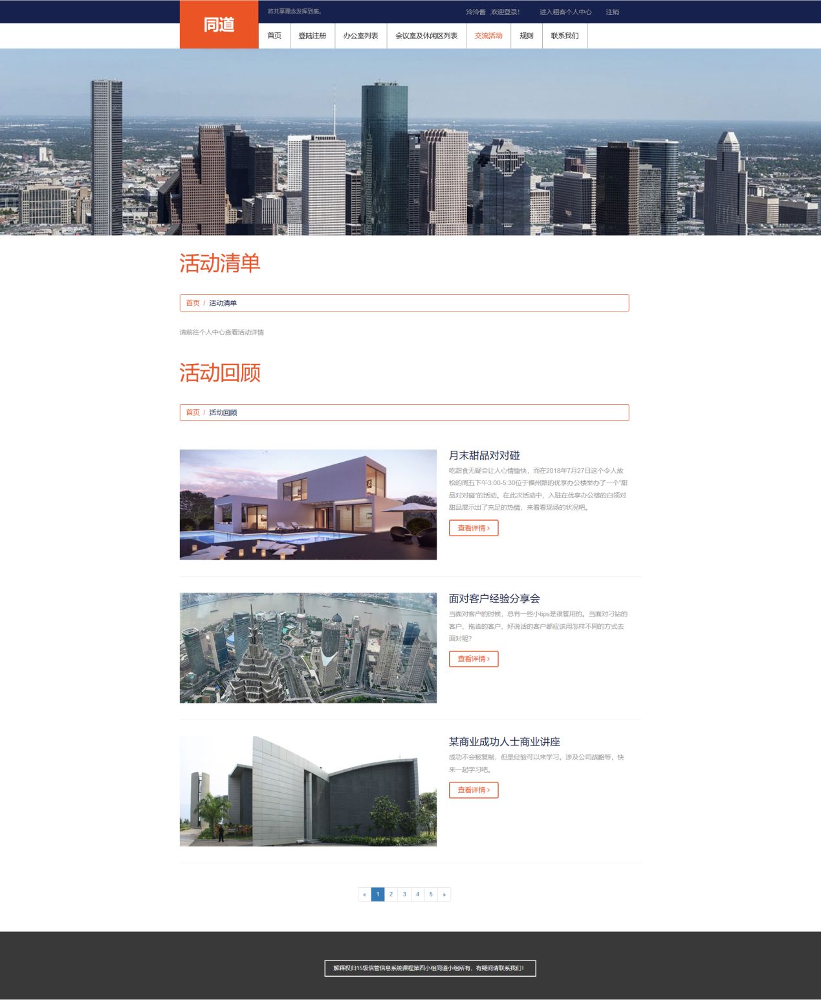 同道
将共享理念发挥到底。
泠泠酱 ,欢迎登录! 进入租客个人中心 注销
首页 登陆注册 办公室列表 会议室及休闲区列表 交流活动 规则 联系我们
活动清单
首页 / 活动清单
请前往个人中心查看活动详情
活动回顾
首页 / 活动回顾
月末甜品对对碰
吃甜食无疑会让人心情愉快，而在2018年7月27日这个令人放
松的周五下午3:00-5:30位于福州路的优享办公楼举办了一个"甜
品对对碰"的活动。在此次活动中，入驻在优享办公楼的白领对
甜品展示出了充足的热情，来看看现场的状况吧。
查看详情 ›
面对客户经验分享会
当面对客户的时候，总有一些小tips是很管用的。当面对刁钻的
客户、拖沓的客户、好说话的客户都应该用怎样不同的方式去
面对呢？
查看详情 ›
某商业成功人士商业讲座
成功不会被复制，但是经验可以来学习。涉及公司战略等，快
来一起学习吧。
查看详情 ›
« 1 2 3 4 5 »
解释权归15级信管信息系统课程第四小组同道小组所有，有疑问请联系我们！